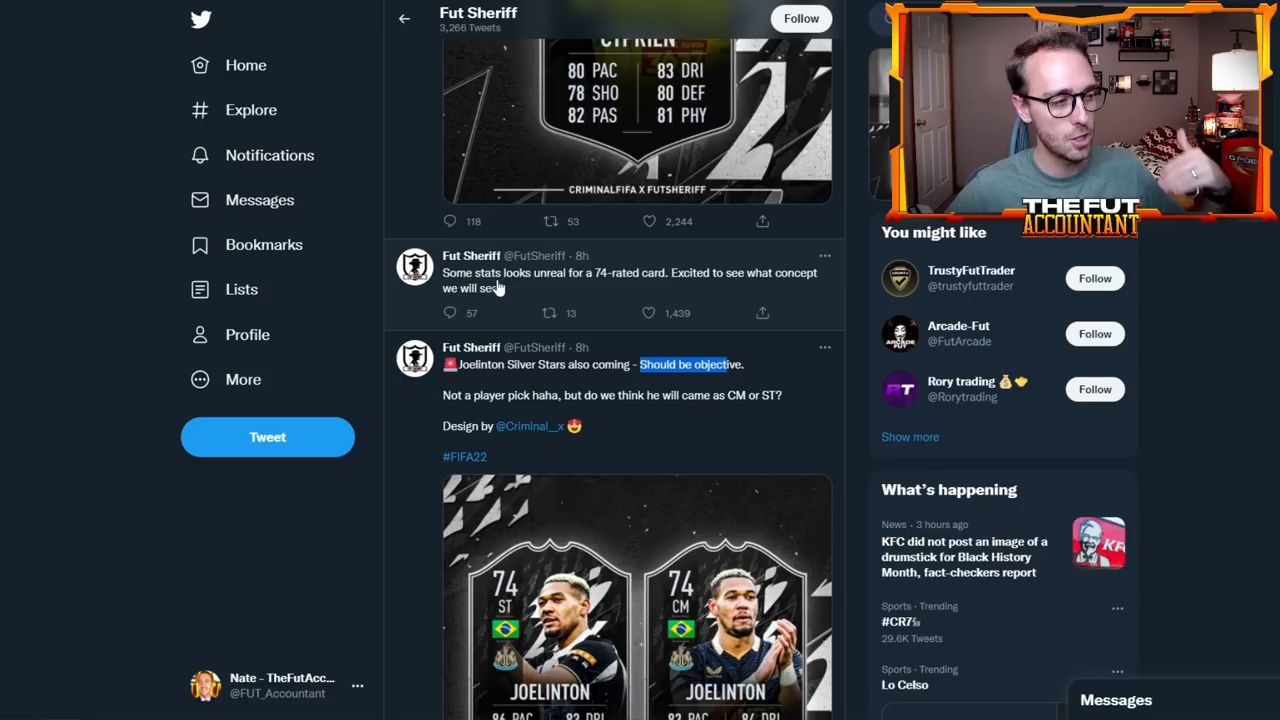 Fut Sheriff
3,266 Tweets
Follow
Home
Explore
Notifications
Messages
Bookmarks
Lists
Profile
More
Tweet
Nate - TheFutAcc...
@FUT_Accountant
80 PAC 83 DRI
78 SHO 80 DEF
82 PAS 81 PHY
CRIMINALFIFA X FUTSHERIFF
118 53 2,244
Fut Sheriff @FutSheriff · 8h
Some stats looks unreal for a 74-rated card. Excited to see what concept
we will see
57 13 1,439
Fut Sheriff @FutSheriff · 8h
🚨Joelinton Silver Stars also coming - Should be objective.
Not a player pick haha, but do we think he will came as CM or ST?
Design by @Criminal__x 😍
#FIFA22
74 74
ST CM
JOELINTON JOELINTON
THE FUT
ACCOUNTANT
You might like
TrustyFutTrader
@trustyfuttrader
Follow
Arcade-Fut
@FutArcade
Follow
Rory trading 💰🤝
@Rorytrading
Follow
Show more
What's happening
News · 3 hours ago
KFC did not post an image of a
drumstick for Black History
Month, fact-checkers report
Sports · Trending
#CR7
29.6K Tweets
Sports · Trending
Lo Celso
Messages